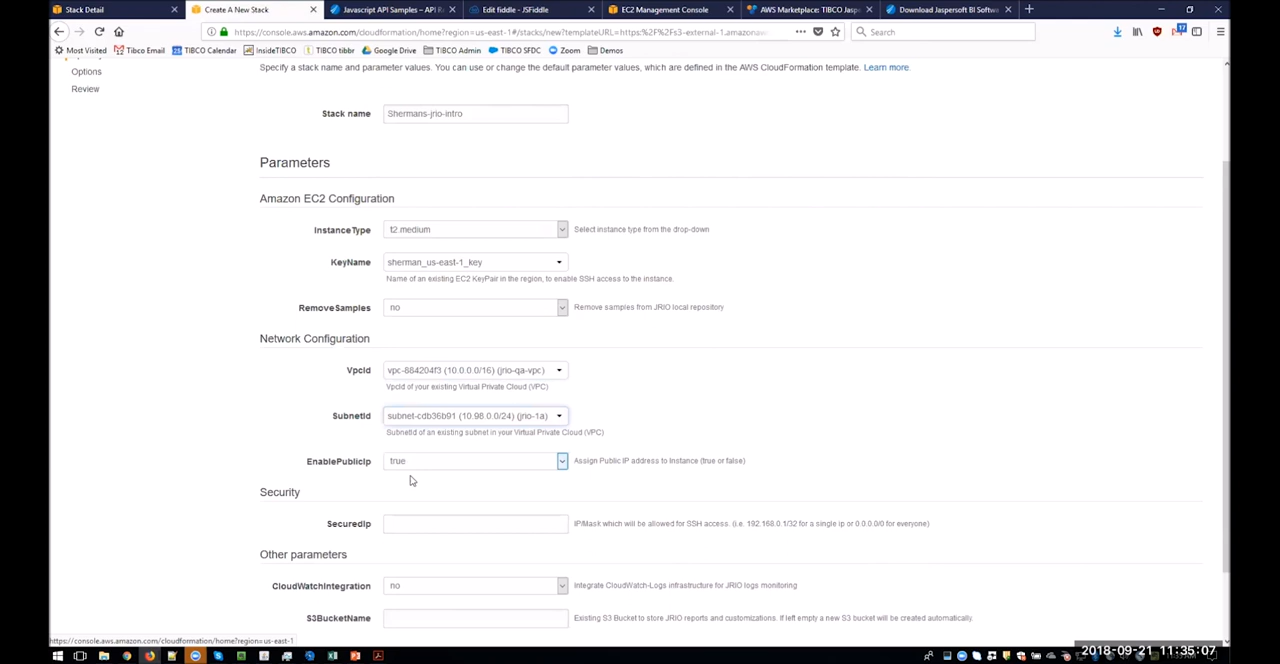 Stack Detail
Create A New Stack
Javascript API Samples – API R
Edit fiddle - JSFiddle
EC2 Management Console
AWS Marketplace: TIBCO Jaspe
Download Jaspersoft BI Softwa
https://console.aws.amazon.com/cloudformation/home?region=us-east-1#/stacks/new?templateURL=https:%2F%2Fs3-external-1.amazonaw
Search
Most Visited
Tibco Email
TIBCO Calendar
InsideTIBCO
TIBCO tibbr
Google Drive
TIBCO Admin
TIBCO SFDC
Zoom
Demos
Options
Review
Specify a stack name and parameter values. You can use or change the default parameter values, which are defined in the AWS CloudFormation template. Learn more.
Stack name
Shermans-jrio-intro
Parameters
Amazon EC2 Configuration
InstanceType
t2.medium
Select instance type from the drop-down
KeyName
sherman_us-east-1_key
Name of an existing EC2 KeyPair in the region, to enable SSH access to the instance.
RemoveSamples
no
Remove samples from JRIO local repository
Network Configuration
VpcId
vpc-884204f3 (10.0.0.0/16) (jrio-qa-vpc)
VpcId of your existing Virtual Private Cloud (VPC)
SubnetId
subnet-cdb36b91 (10.98.0.0/24) (jrio-1a)
SubnetId of an existing subnet in your Virtual Private Cloud (VPC)
EnablePublicIp
true
Assign Public IP address to Instance (true or false)
Security
SecuredIp
IP/Mask which will be allowed for SSH access. (i.e. 192.168.0.1/32 for a single ip or 0.0.0.0/0 for everyone)
Other parameters
CloudWatchIntegration
no
Integrate CloudWatch-Logs infrastructure for JRIO logs monitoring
S3BucketName
Existing S3 Bucket to store JRIO reports and customizations. If left empty a new S3 bucket will be created automatically.
https://console.aws.amazon.com/cloudformation/home?region=us-east-1
2018-09-21 11:35:07